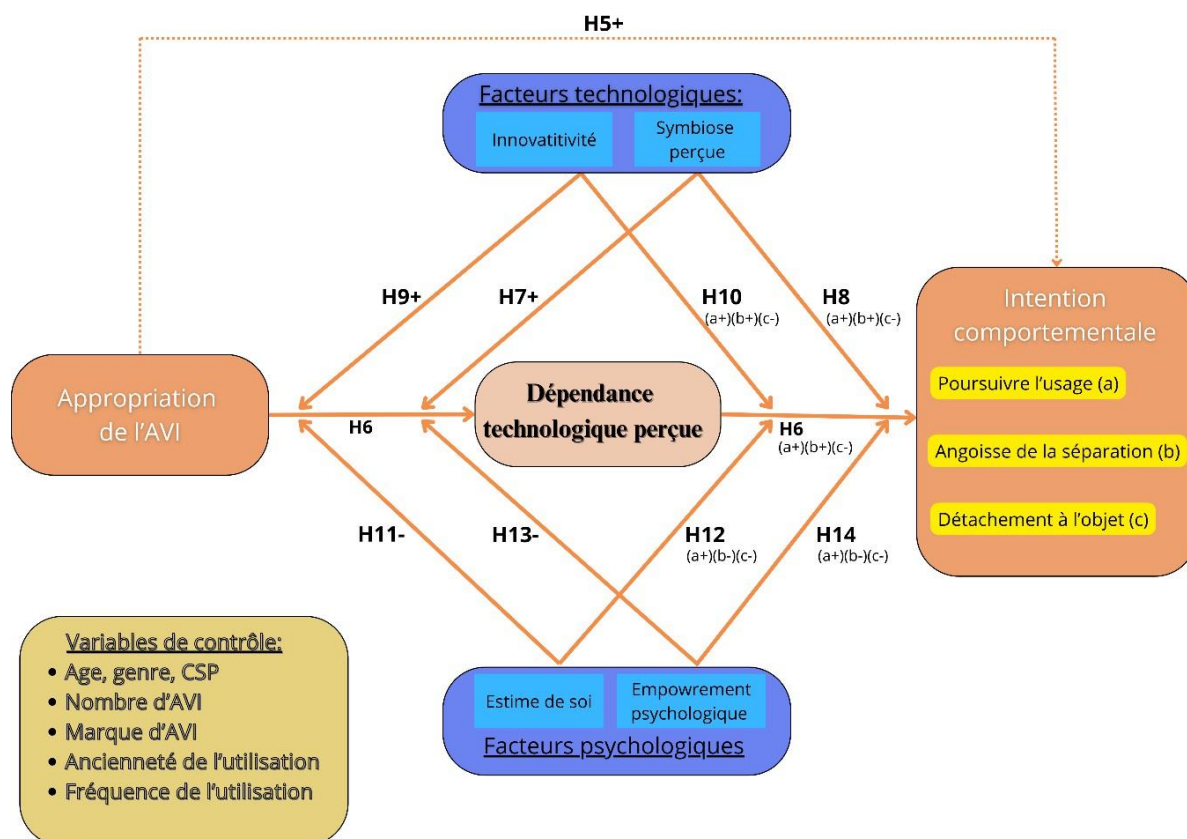 H5+
Facteurs technologiques:
Innovatitivité
Symbiose
perçue
H9+
H7+
H10
(a+)(b+)(c-)
H8
(a+)(b+)(c-)
Appropriation
de l'AVI
H6
Dépendance
technologique perçue
H6
(a+)(b+)(c-)
Intention
comportementale
Poursuivre l'usage (a)
Angoisse de la séparation (b)
Détachement à l'objet (c)
H11-
H13-
H12
(a+)(b-)(c-)
H14
(a+)(b-)(c-)
Estime de soi
Empowrement
psychologique
Facteurs psychologiques
Variables de contrôle:
• Age, genre, CSP
• Nombre d'AVI
• Marque d'AVI
• Ancienneté de l'utilisation
• Fréquence de l'utilisation